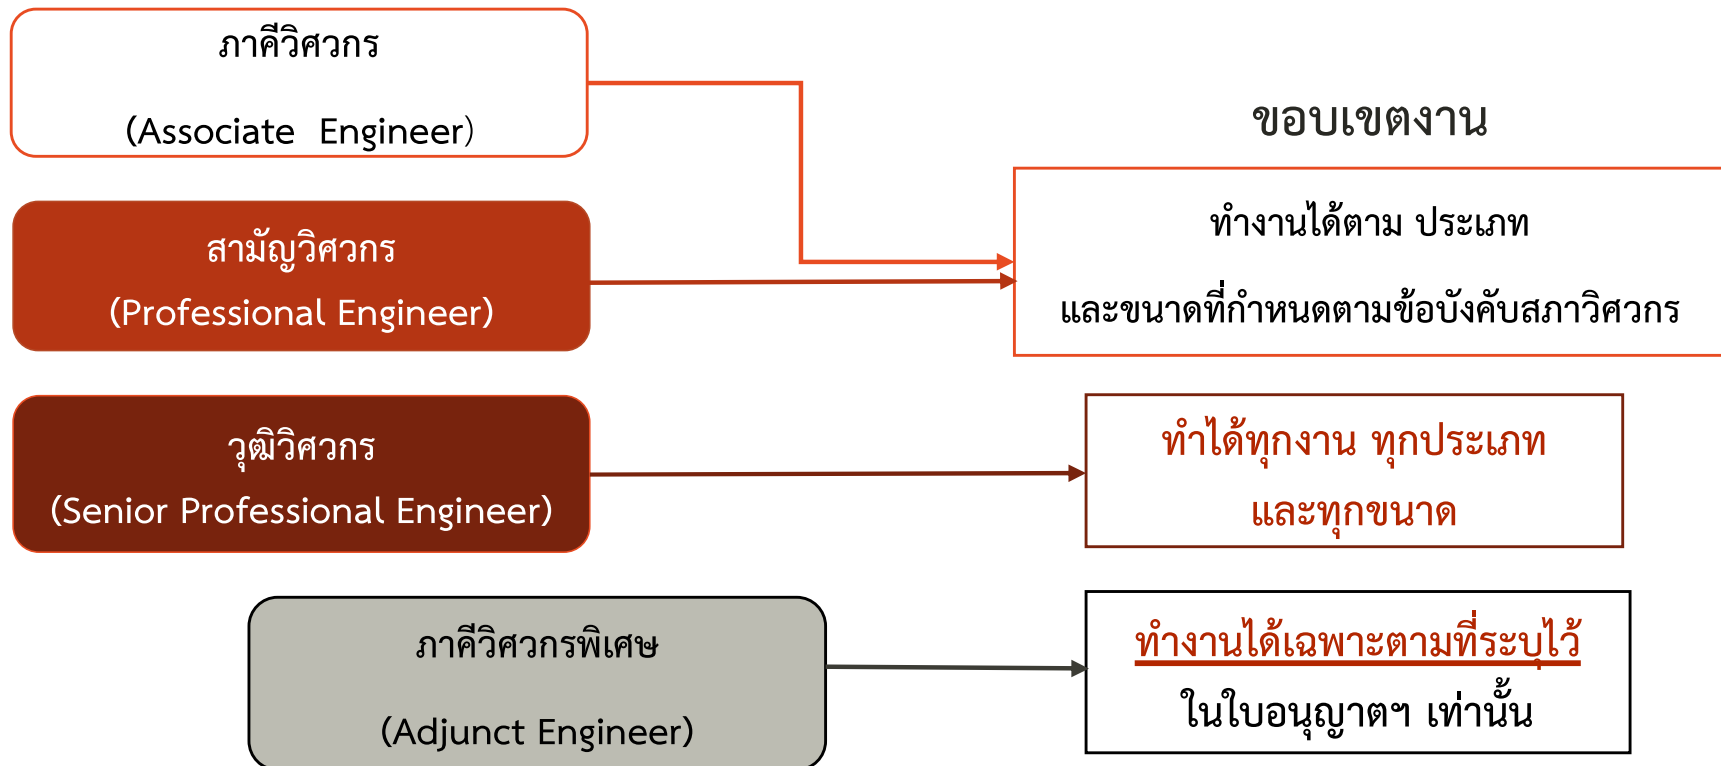 ภาคีวิศวกร
(Associate Engineer)
ขอบเขตงาน
ทำงานได้ตาม ประเภท
และขนาดที่กำหนดตามข้อบังคับสภาวิศวกร
สามัญวิศวกร
(Professional Engineer)
วุฒิวิศวกร
(Senior Professional Engineer)
ทำได้ทุกงาน ทุกประเภท
และทุกขนาด
ภาคีวิศวกรพิเศษ
(Adjunct Engineer)
ทำงานได้เฉพาะตามที่ระบุไว้
ในใบอนุญาตฯ เท่านั้น